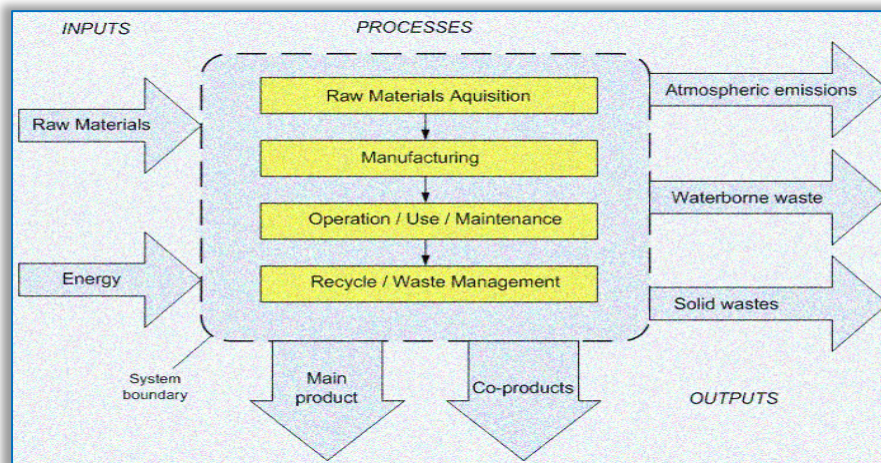 INPUTS
PROCESSES
Raw Materials Aquisition
Atmospheric emissions
Raw Materials
Manufacturing
Operation / Use / Maintenance
Waterborne waste
Energy
Recycle / Waste Management
Solid wastes
System
boundary
Main
product
Co-products
OUTPUTS